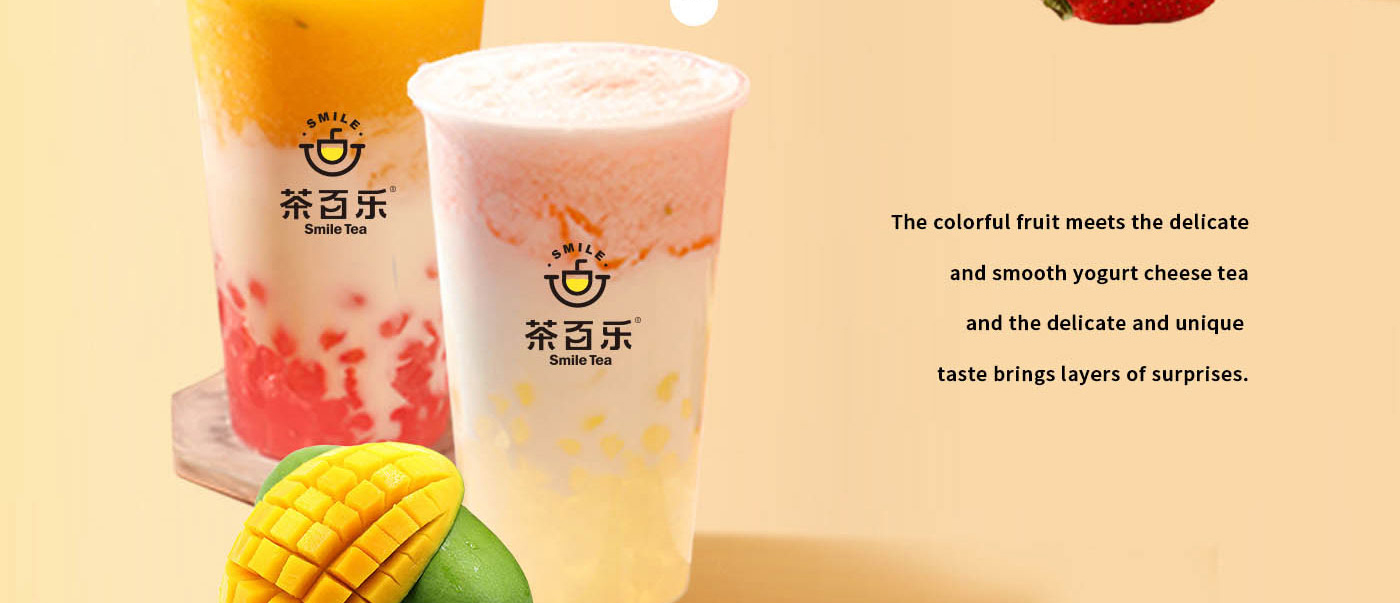 SMILE
茶百乐®
Smile Tea
SMILE
茶百乐®
Smile Tea
The colorful fruit meets the delicate
and smooth yogurt cheese tea
and the delicate and unique
taste brings layers of surprises.